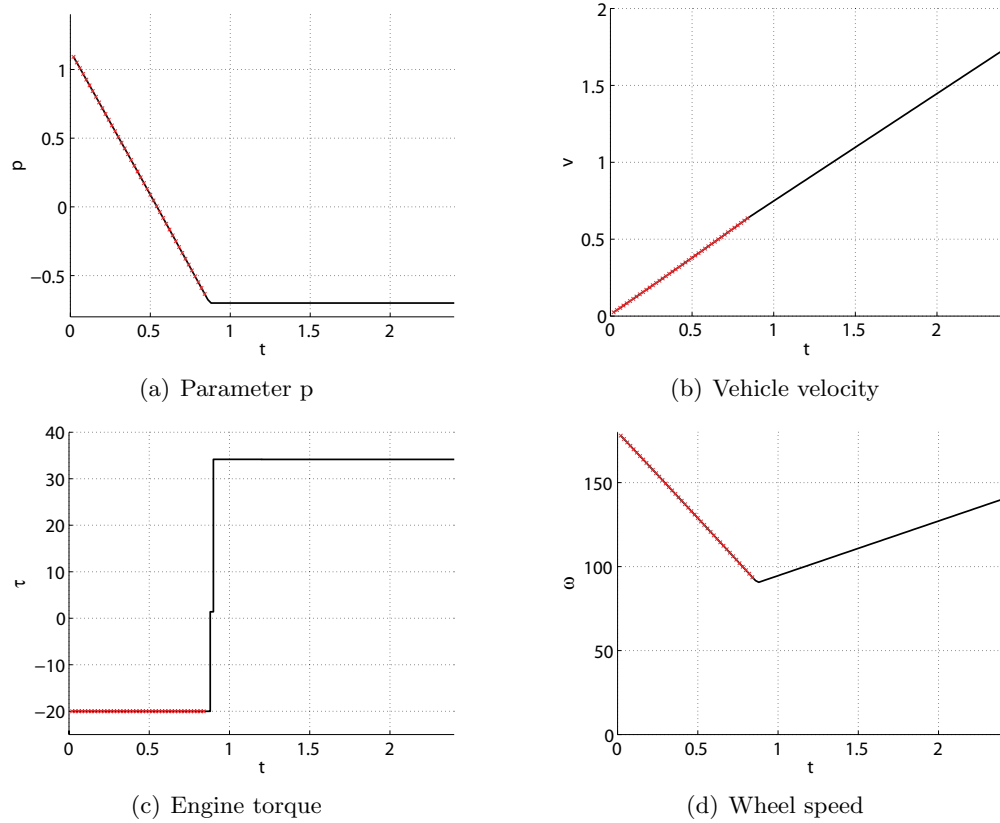 1
0.5
0
−0.5
p
0 0.5 1 1.5 2
t
(a) Parameter p
2
1.5
1
0.5
0
v
0 0.5 1 1.5 2
t
(b) Vehicle velocity
40
30
20
10
0
−10
−20
τ
0 0.5 1 1.5 2
t
(c) Engine torque
150
100
50
0
ω
0 0.5 1 1.5 2
t
(d) Wheel speed